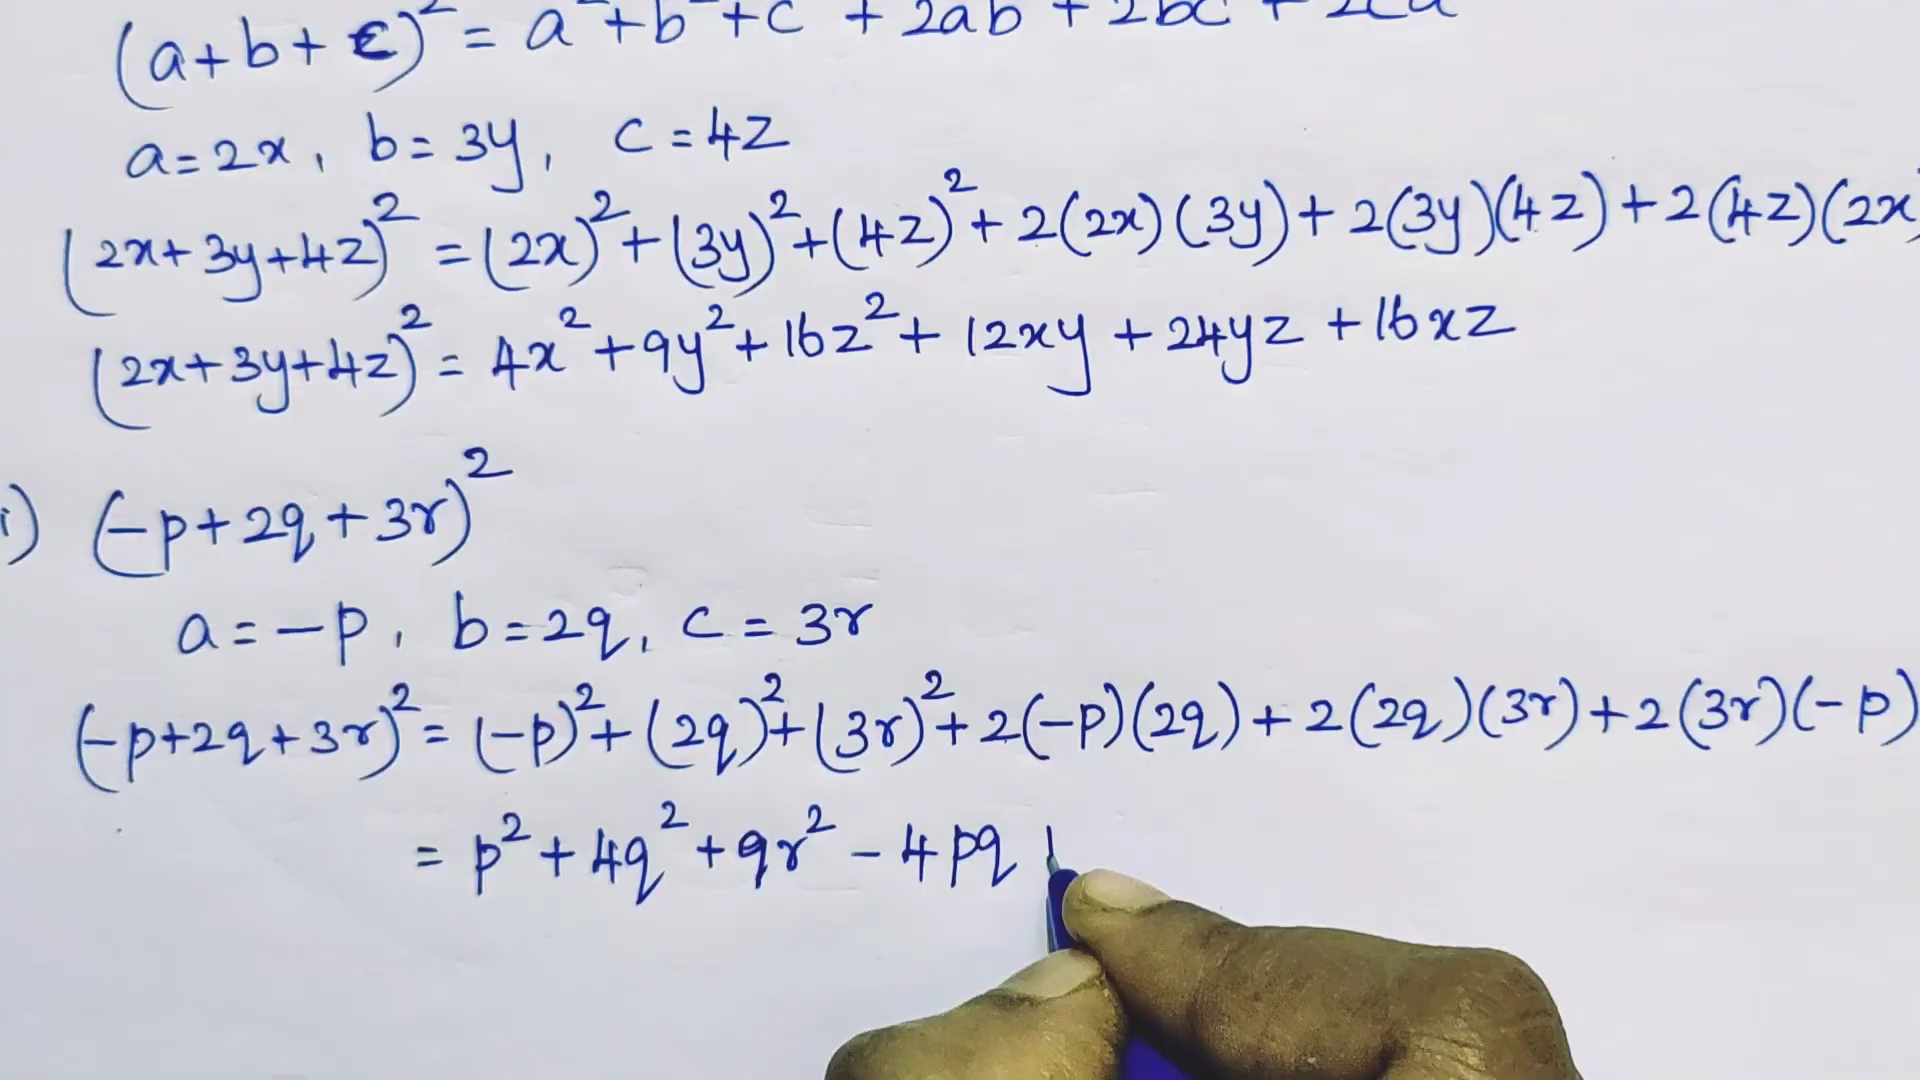 (a+b+c)² = a²+b²+c + 2ab + 2bc + 2ca
a=2x, b=3y, c=4z
(2x+3y+4z)² = (2x)²+(3y)²+(4z)²+2(2x)(3y)+2(3y)(4z)+2(4z)(2x)
(2x+3y+4z)² = 4x²+9y²+16z²+12xy+24yz+16xz
i) (-p+2q+3r)²
a=-p, b=2q, c=3r
(-p+2q+3r)² = (-p)²+(2q)²+(3r)²+2(-p)(2q)+2(2q)(3r)+2(3r)(-p)
= p²+4q²+9r²-4pq